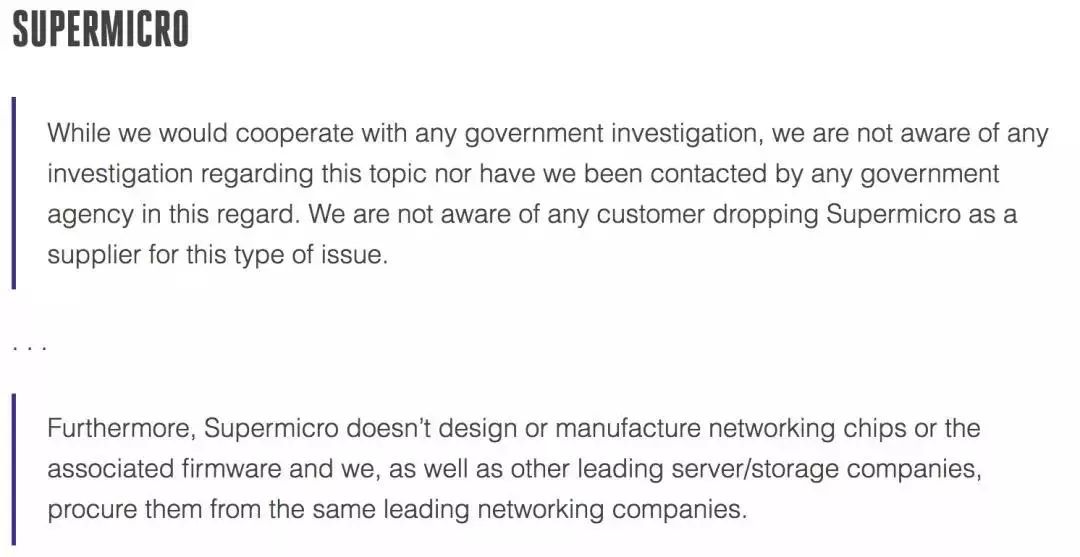 SUPERMICRO
While we would cooperate with any government investigation, we are not aware of any
investigation regarding this topic nor have we been contacted by any government
agency in this regard. We are not aware of any customer dropping Supermicro as a
supplier for this type of issue.
. . .
Furthermore, Supermicro doesn’t design or manufacture networking chips or the
associated firmware and we, as well as other leading server/storage companies,
procure them from the same leading networking companies.